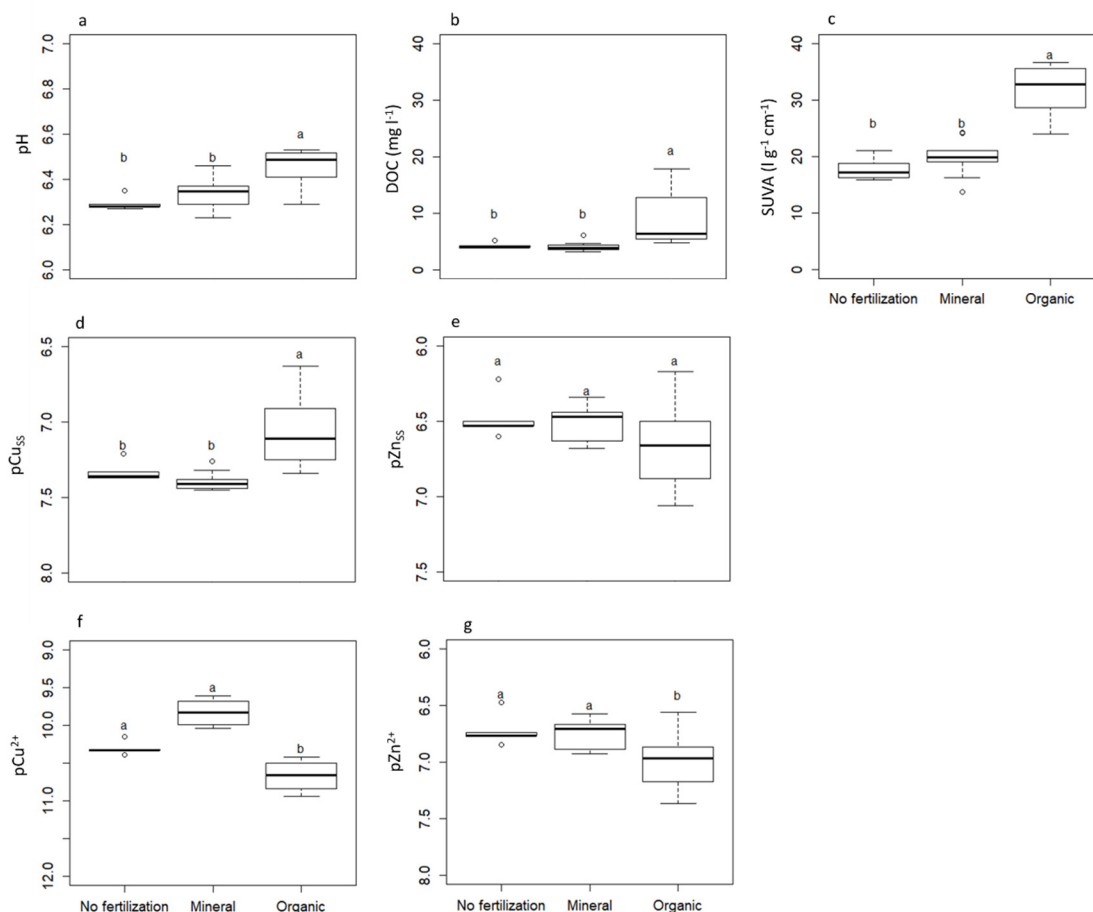 a
b
c
7.0
6.8
6.6
6.4
6.2
6.0
pH
b
b
a
40
30
20
10
0
DOC (mg l⁻¹)
b
b
a
40
30
20
10
0
SUVA (l g⁻¹ cm⁻¹)
b
b
a
No fertilization Mineral Organic
d
e
6.5
7.0
7.5
8.0
pCu_SS
b
b
a
6.0
6.5
7.0
7.5
pZn_SS
a
a
a
f
g
9.0
9.5
10.0
11.0
12.0
pCu²⁺
a
a
b
No fertilization Mineral Organic
6.0
6.5
7.0
7.5
8.0
pZn²⁺
a
a
b
No fertilization Mineral Organic